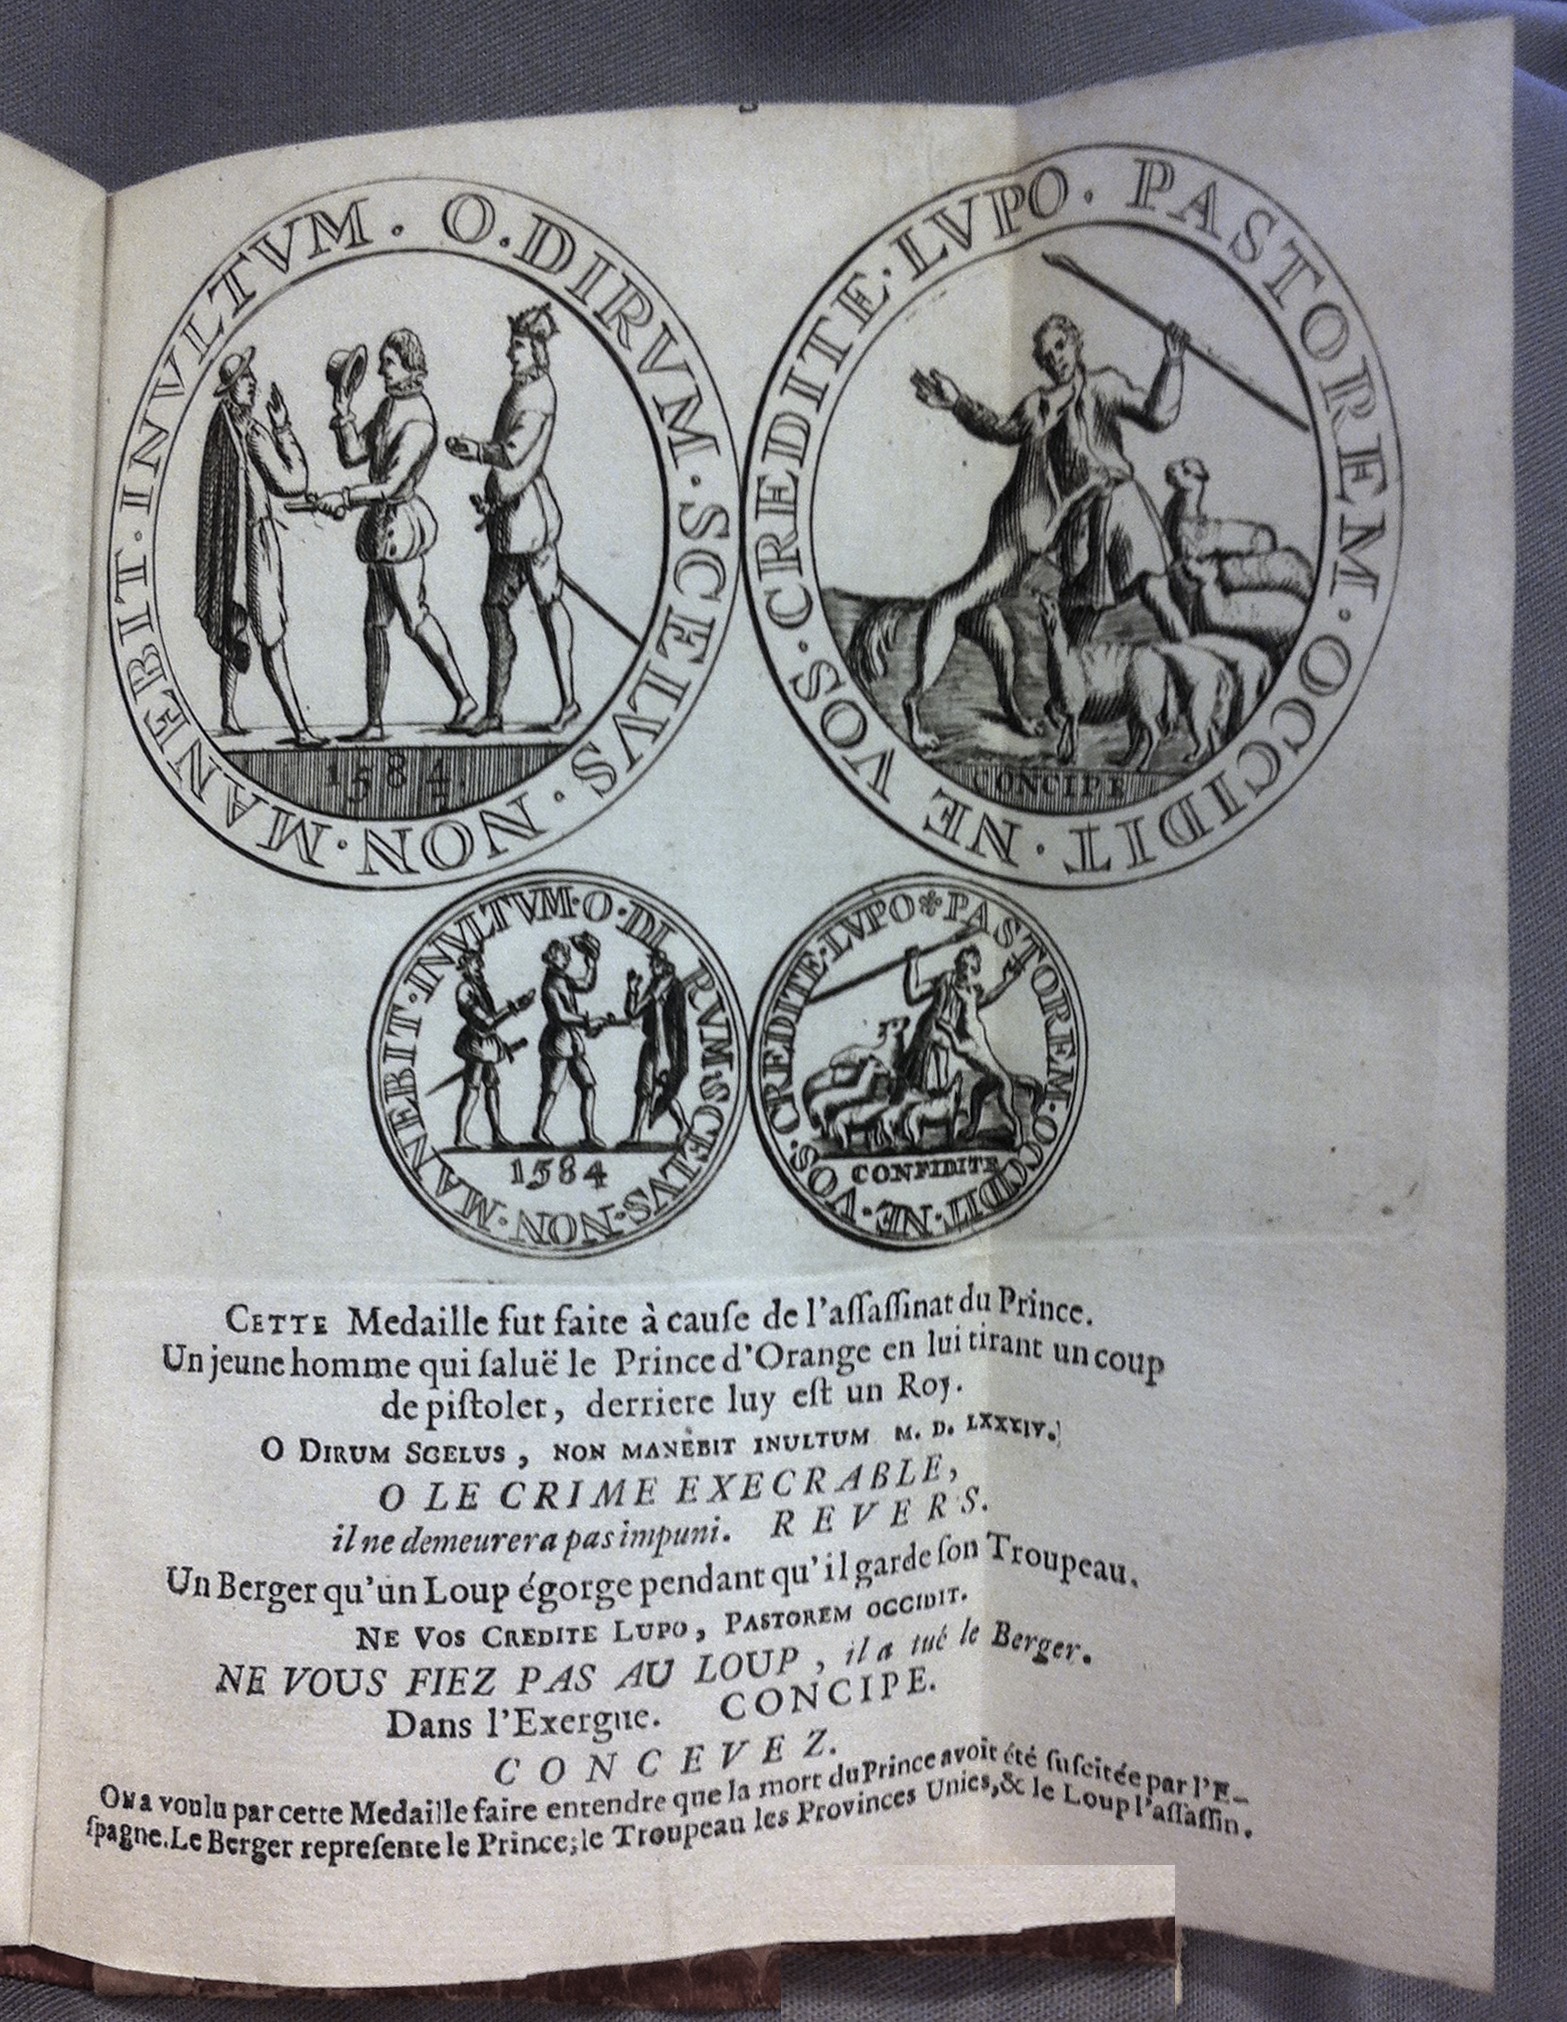 O. DIRVM. SCELVS. NON. MANEBIT. INVLTVM.
1584.
PASTOREM. OCCIDIT. NE VOS. CREDITE. LVPO.
CONCIPE
O. DIRVM. SCELVS. NON. MANEBIT. INVLTVM.
1584
PASTOREM. OCCIDIT. NE. VOS. CREDITE. LVPO
CONFIDITE
CETTE Medaille fut faite à cauſe de l'aſſaſſinat du Prince.
Un jeune homme qui ſaluë le Prince d'Orange en lui tirant un coup
de piſtolet, derriere luy eſt un Roy.
O DIRUM SCELUS, NON MANEBIT INULTUM M. D. LXXXIV.
O LE CRIME EXECRABLE,
il ne demeurera pas impuni. REVERS.
Un Berger qu'un Loup égorge pendant qu'il garde ſon Troupeau.
NE VOS CREDITE LUPO, PASTOREM OCCIDIT.
NE VOUS FIEZ PAS AU LOUP, il a tué le Berger.
Dans l'Exergue. CONCIPE.
CONCEVEZ.
On a voulu par cette Medaille faire entendre que la mort du Prince avoit été ſuſcitée par l'E-
ſpagne. Le Berger repreſente le Prince; le Troupeau les Provinces Unies, & le Loup l'aſſaſſin.